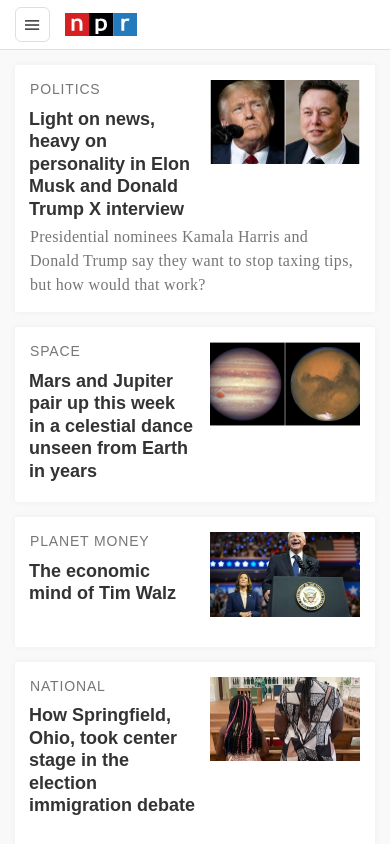 npr
POLITICS
Light on news,
heavy on
personality in Elon
Musk and Donald
Trump X interview
Presidential nominees Kamala Harris and
Donald Trump say they want to stop taxing tips,
but how would that work?
SPACE
Mars and Jupiter
pair up this week
in a celestial dance
unseen from Earth
in years
PLANET MONEY
The economic
mind of Tim Walz
NATIONAL
How Springfield,
Ohio, took center
stage in the
election
immigration debate